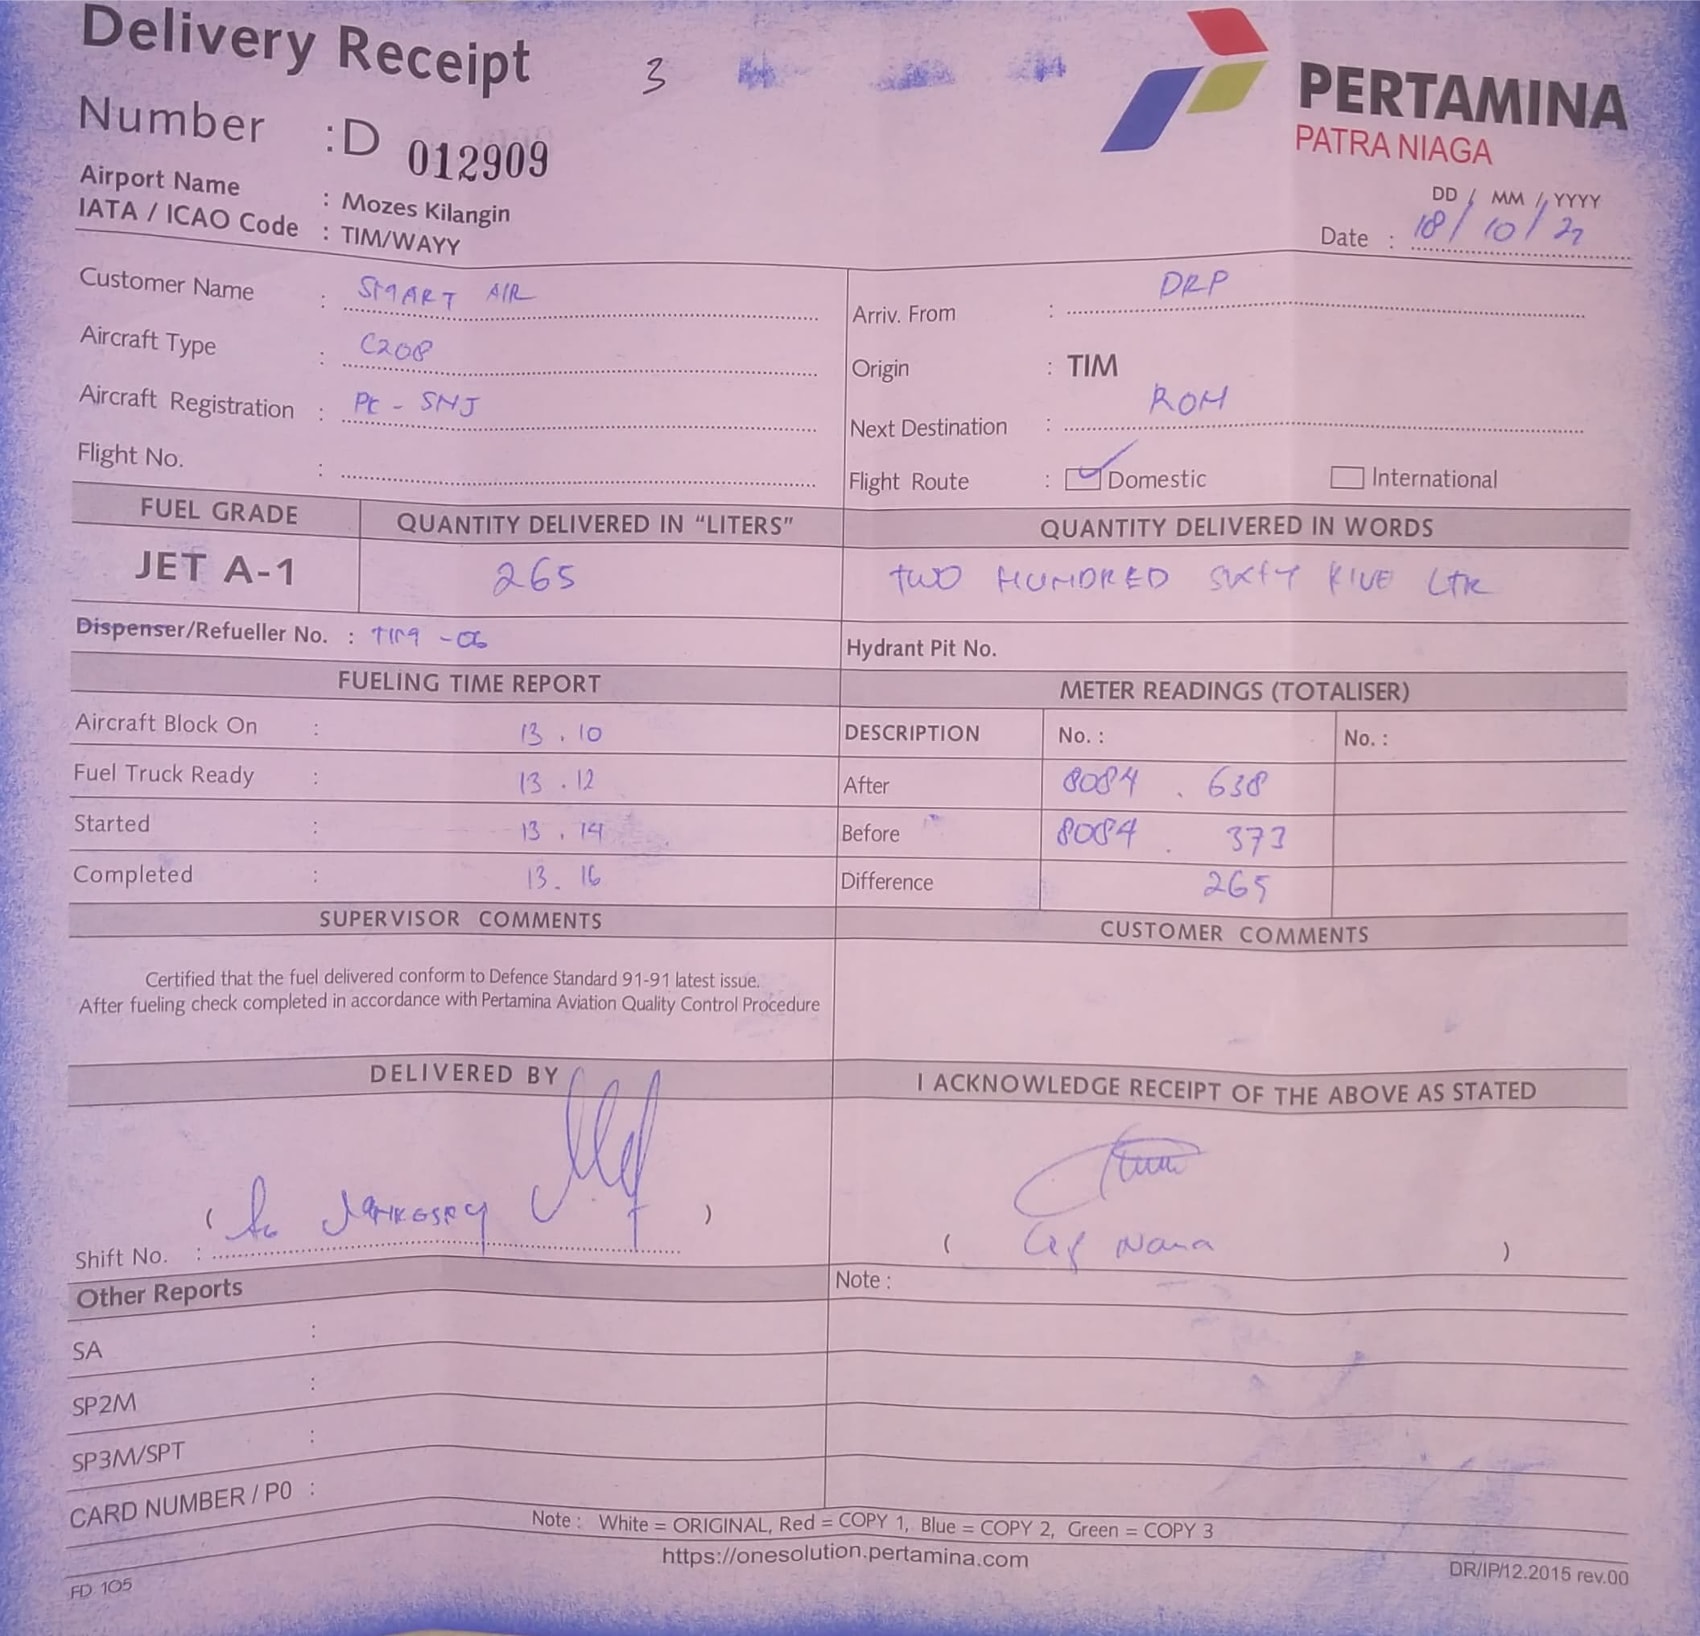 Delivery Receipt 3
PERTAMINA
PATRA NIAGA
Number :D 012909
Airport Name : Mozes Kilangin
IATA / ICAO Code : TIM/WAYY
DD / MM / YYYY
Date : 18/10/22
Customer Name : SMART AIR
Arriv. From : DRP
Aircraft Type : C208
Origin : TIM
Aircraft Registration : PK - SNJ
Next Destination : ROM
Flight No. :
Flight Route : Domestic International
FUEL GRADE QUANTITY DELIVERED IN “LITERS” QUANTITY DELIVERED IN WORDS
JET A-1 265 TWO HUNDRED SIXTY FIVE LTR
Dispenser/Refueller No. : TIM -06 Hydrant Pit No.
FUELING TIME REPORT METER READINGS (TOTALISER)
Aircraft Block On : 13.10 DESCRIPTION No. : No. :
Fuel Truck Ready : 13.12 After 8084.638
Started : 13.14 Before 8084.373
Completed : 13.16 Difference 265
SUPERVISOR COMMENTS CUSTOMER COMMENTS
Certified that the fuel delivered conform to Defence Standard 91-91 latest issue.
After fueling check completed in accordance with Pertamina Aviation Quality Control Procedure
DELIVERED BY I ACKNOWLEDGE RECEIPT OF THE ABOVE AS STATED
( )
Shift No. :
( Nana )
Other Reports Note :
SA :
SP2M :
SP3M/SPT :
CARD NUMBER / P0 :
Note : White = ORIGINAL, Red = COPY 1, Blue = COPY 2, Green = COPY 3
https://onesolution.pertamina.com
FD 105 DR/IP/12.2015 rev.00